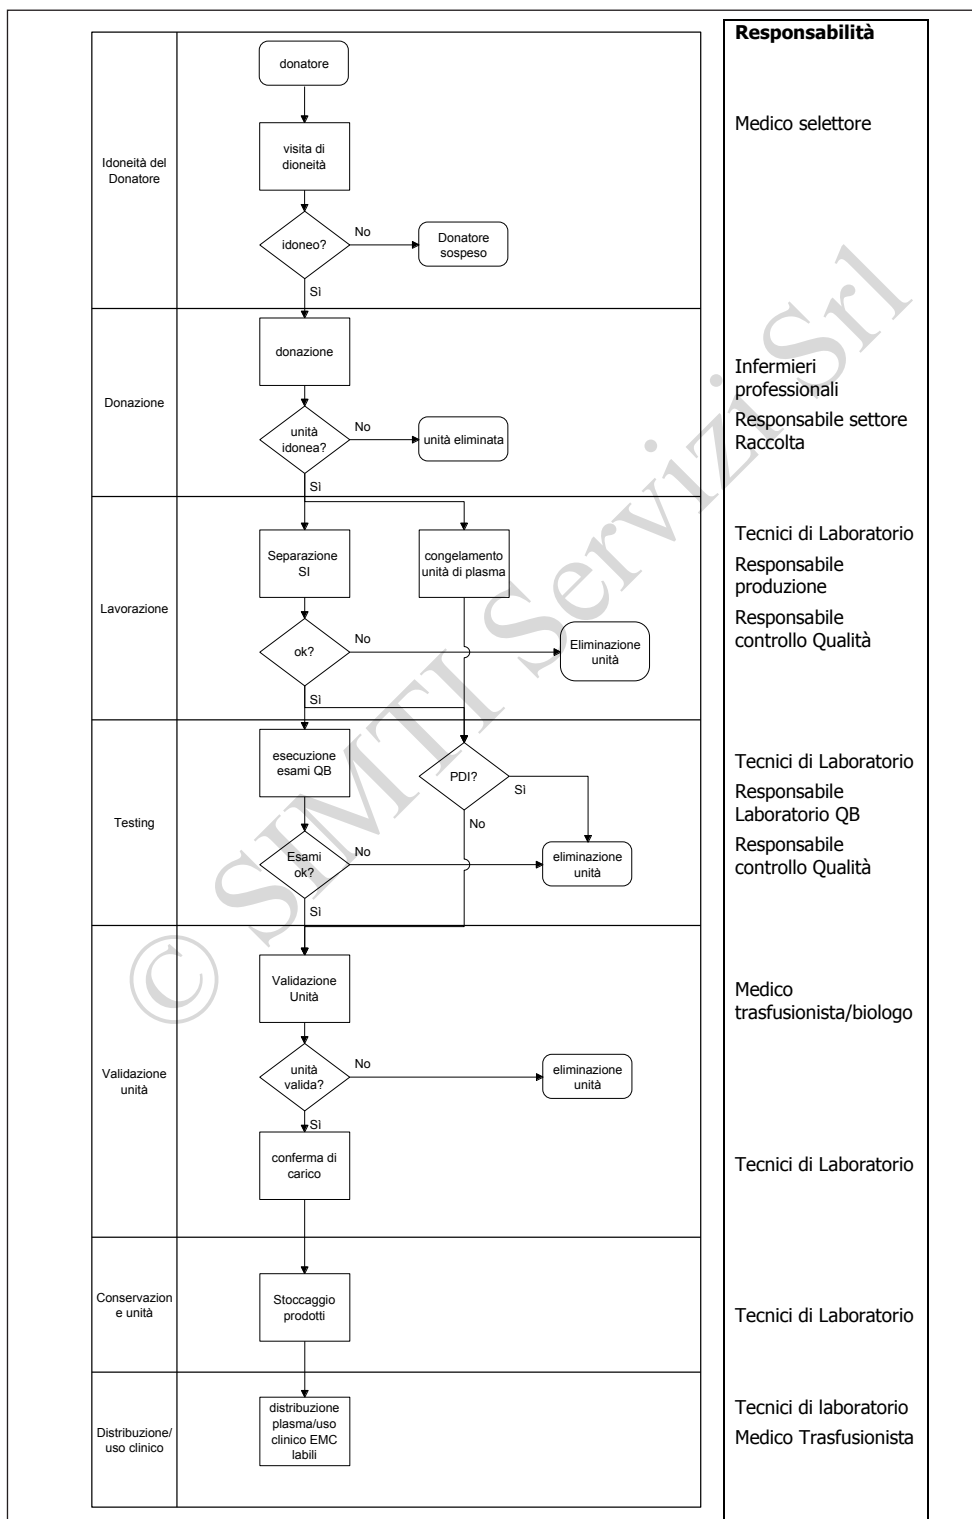 Responsabilità
donatore
Medico selettore
Idoneità del
Donatore
visita di
dioneità
idoneo?
No
Donatore
sospeso
Sì
donazione
Infermieri
professionali
Donazione
unità
idonea?
No
unità eliminata
Responsabile settore
Raccolta
Sì
Separazione
SI
congelamento
unità di plasma
Tecnici di Laboratorio
Responsabile
produzione
Lavorazione
Responsabile
controllo Qualità
ok?
No
Eliminazione
unità
Sì
esecuzione
esami QB
PDI?
Sì
No
Tecnici di Laboratorio
Responsabile
Laboratorio QB
Testing
Responsabile
controllo Qualità
Esami
ok?
No
eliminazione
unità
Sì
Validazione
Unità
Medico
trasfusionista/biologo
Validazione
unità
unità
valida?
No
eliminazione
unità
Sì
conferma di
carico
Tecnici di Laboratorio
Conservazion
e unità
Stoccaggio
prodotti
Tecnici di Laboratorio
Distribuzione/
uso clinico
distribuzione
plasma/uso
clinico EMC
labili
Tecnici di laboratorio
Medico Trasfusionista
© SIMTI Servizi Srl